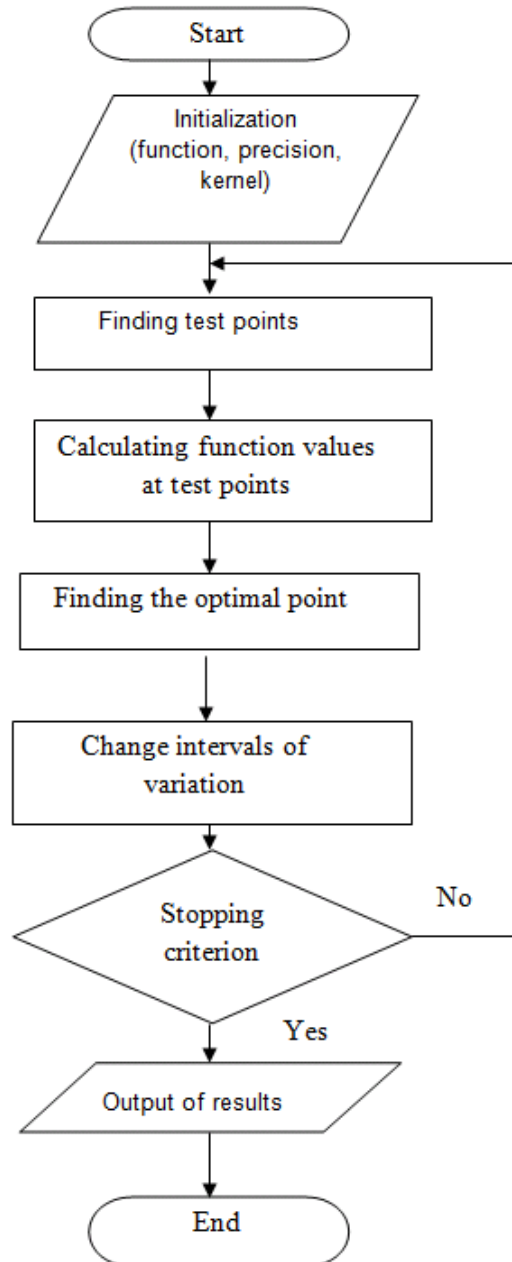 Start
Initialization
(function, precision,
kernel)
Finding test points
Calculating function values
at test points
Finding the optimal point
Change intervals of
variation
No
Stopping
criterion
Yes
Output of results
End